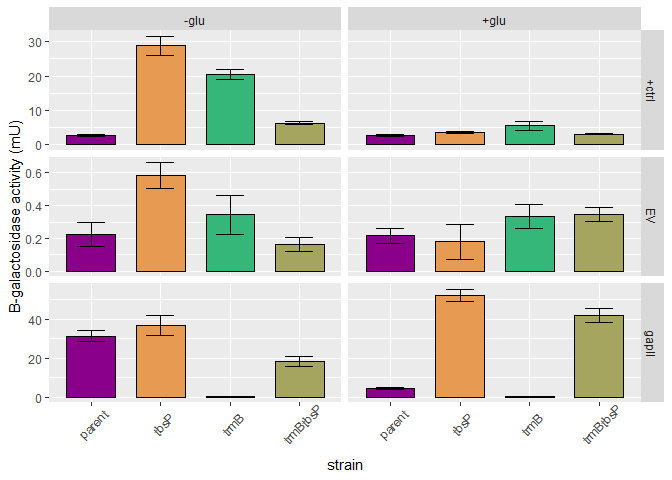 -glu
+glu
30
20
10
0
+ctrl
0.6
0.4
0.2
0.0
EV
40
20
0
gapII
B-galactosidase activity (mU)
parent
tbsP
trmB
trmBtbsP
parent
tbsP
trmB
trmBtbsP
strain